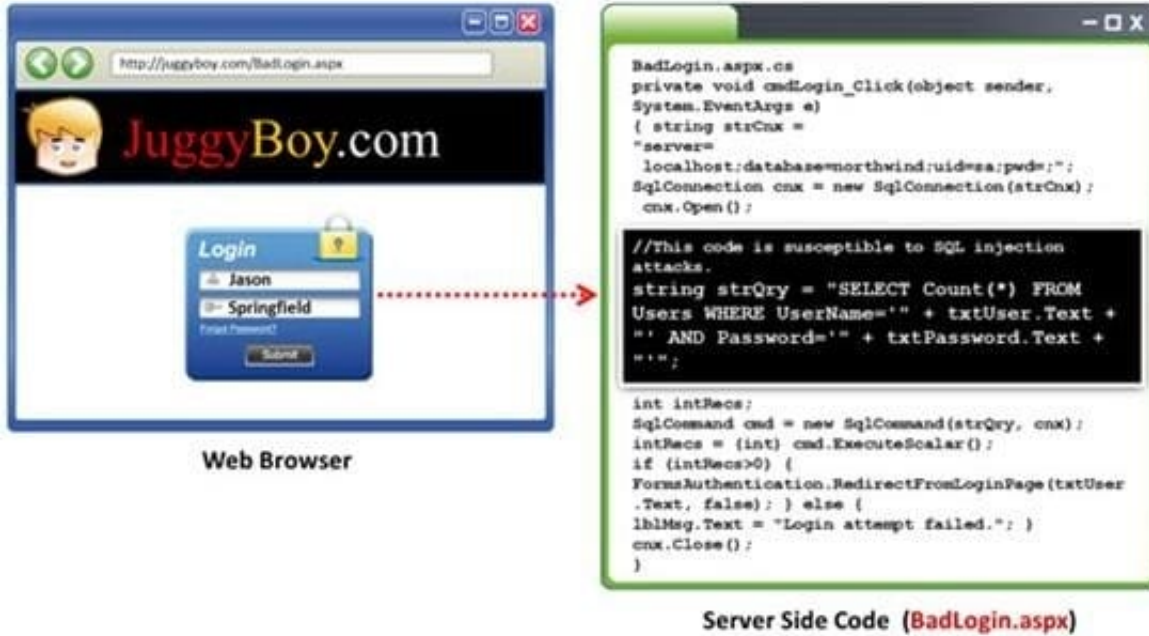 http://juggyboy.com/BadLogin.aspx
JuggyBoy.com
Login
Jason
Springfield
Forgot Password?
Submit
Web Browser
BadLogin.aspx.cs
private void cmdLogin_Click(object sender,
System.EventArgs e)
{ string strCnx =
"server=
localhost;database=northwind;uid=sa;pwd=;";
SqlConnection cnx = new SqlConnection(strCnx);
cnx.Open();
//This code is susceptible to SQL injection
attacks.
string strQry = "SELECT Count(*) FROM
Users WHERE UserName='" + txtUser.Text +
"' AND Password='" + txtPassword.Text +
"'";
int intRecs;
SqlCommand cmd = new SqlCommand(strQry, cnx);
intRecs = (int) cmd.ExecuteScalar();
if (intRecs>0) {
FormsAuthentication.RedirectFromLoginPage(txtUser
.Text, false); } else {
lblMsg.Text = "Login attempt failed."; }
cnx.Close();
}
Server Side Code (BadLogin.aspx)